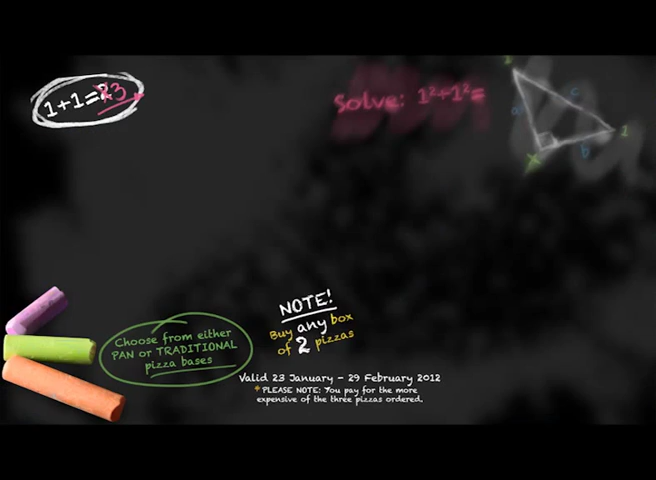 1+1=3
Solve: 1²+1²=
c
a
1
b
x
NOTE!
Buy any box
of 2 pizzas
Choose from either
PAN or TRADITIONAL
pizza bases
Valid 23 January - 29 February 2012
*PLEASE NOTE: You pay for the more
expensive of the three pizzas ordered.